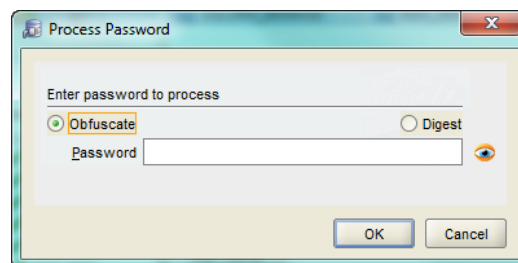 Process Password
Enter password to process
Obfuscate Digest
Password
OK Cancel